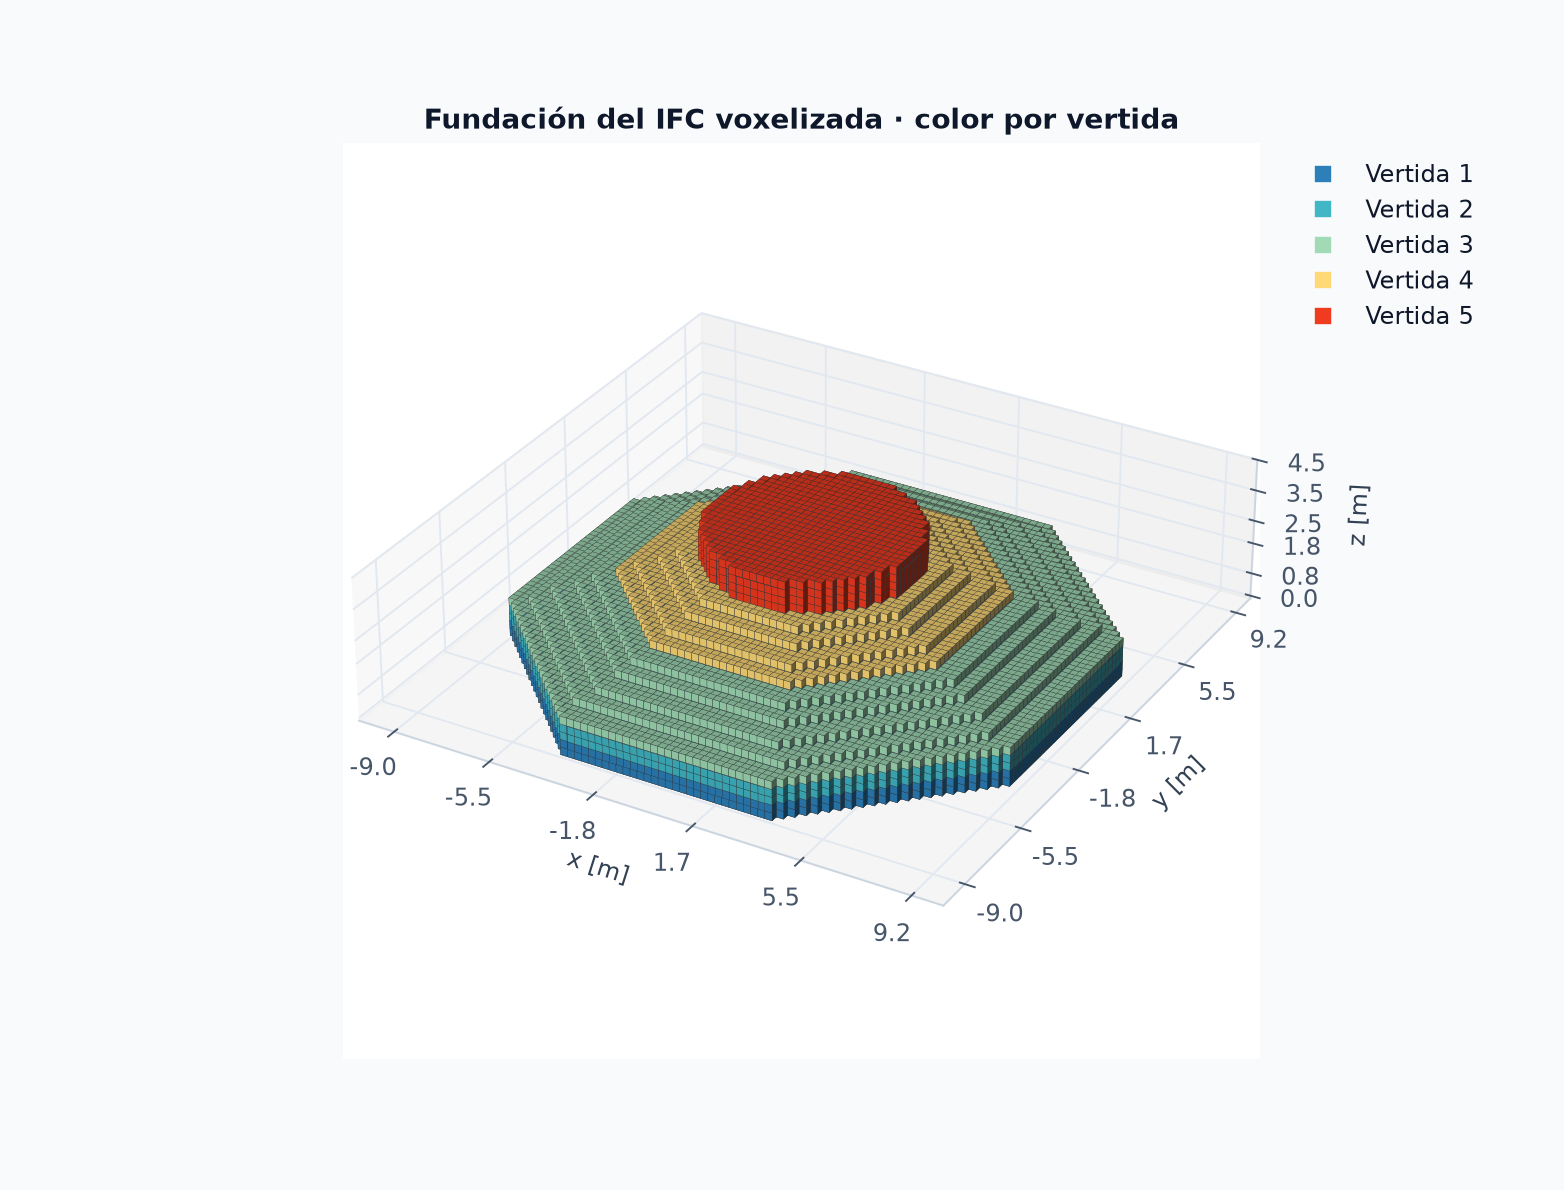 Fundación del IFC voxelizada · color por vertida
Vertida 1
Vertida 2
Vertida 3
Vertida 4
Vertida 5
4.5
3.5
2.5
1.8
0.8
0.0
z [m]
9.2
5.5
1.7
-1.8
-5.5
-9.0
y [m]
-9.0
-5.5
-1.8
1.7
5.5
9.2
x [m]